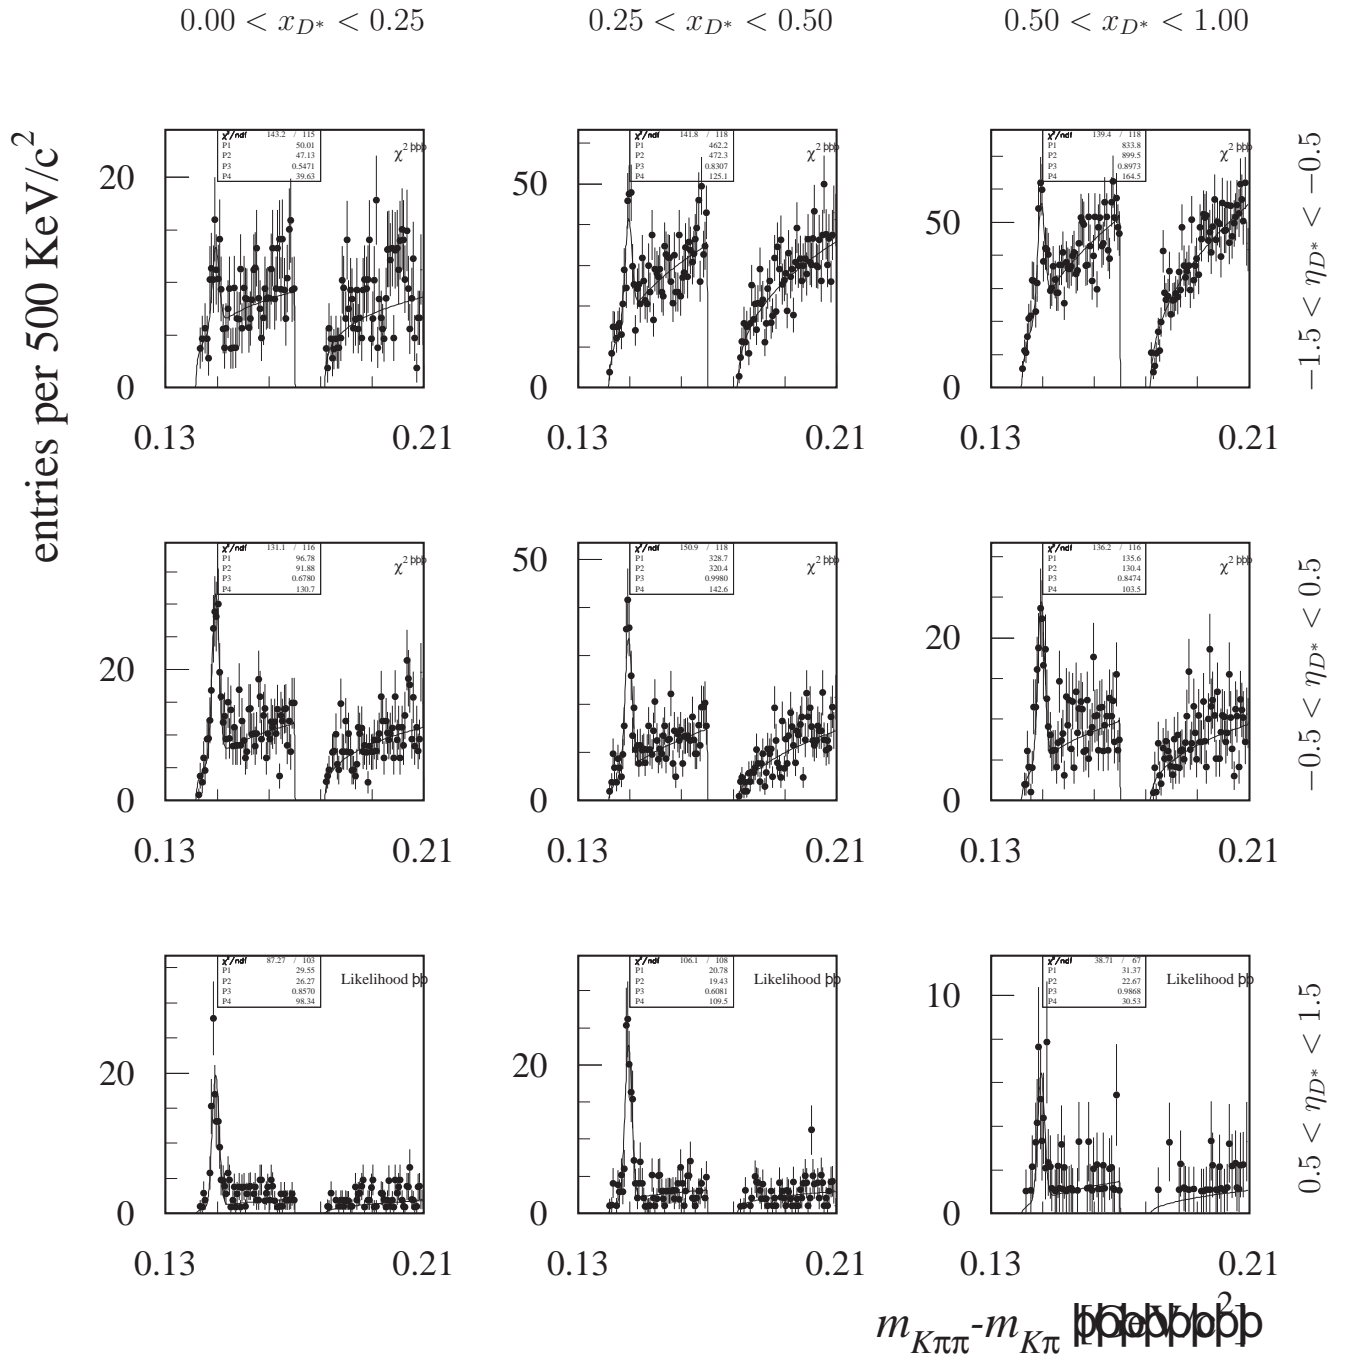 0.00 < x_{D*} < 0.25
0.25 < x_{D*} < 0.50
0.50 < x_{D*} < 1.00
entries per 500 KeV/c²
−1.5 < η_{D*} < −0.5
−0.5 < η_{D*} < 0.5
0.5 < η_{D*} < 1.5
χ²/ndf 143.2 / 115
P1 50.01
P2 47.13
P3 0.5471
P4 39.63
χ²
20
0
0.13 0.21
χ²/ndf 141.8 / 118
P1 462.2
P2 472.3
P3 0.8307
P4 125.1
χ²
50
0
0.13 0.21
χ²/ndf 139.4 / 118
P1 833.8
P2 899.5
P3 0.8973
P4 164.5
χ²
50
0
0.13 0.21
χ²/ndf 131.1 / 116
P1 96.78
P2 91.88
P3 0.6780
P4 130.7
χ²
20
0
0.13 0.21
χ²/ndf 150.9 / 118
P1 328.7
P2 320.4
P3 0.9980
P4 142.6
χ²
50
0
0.13 0.21
χ²/ndf 136.2 / 116
P1 135.6
P2 130.4
P3 0.8474
P4 103.5
χ²
20
0
0.13 0.21
χ²/ndf 87.27 / 103
P1 29.55
P2 26.27
P3 0.8570
P4 98.34
Likelihood
20
0
0.13 0.21
χ²/ndf 106.1 / 108
P1 20.78
P2 19.43
P3 0.6081
P4 109.5
Likelihood
20
0
0.13 0.21
χ²/ndf 38.71 / 67
P1 31.37
P2 22.67
P3 0.9868
P4 30.53
Likelihood
10
0
0.13 0.21
m_{Kππ}-m_{Kπ}